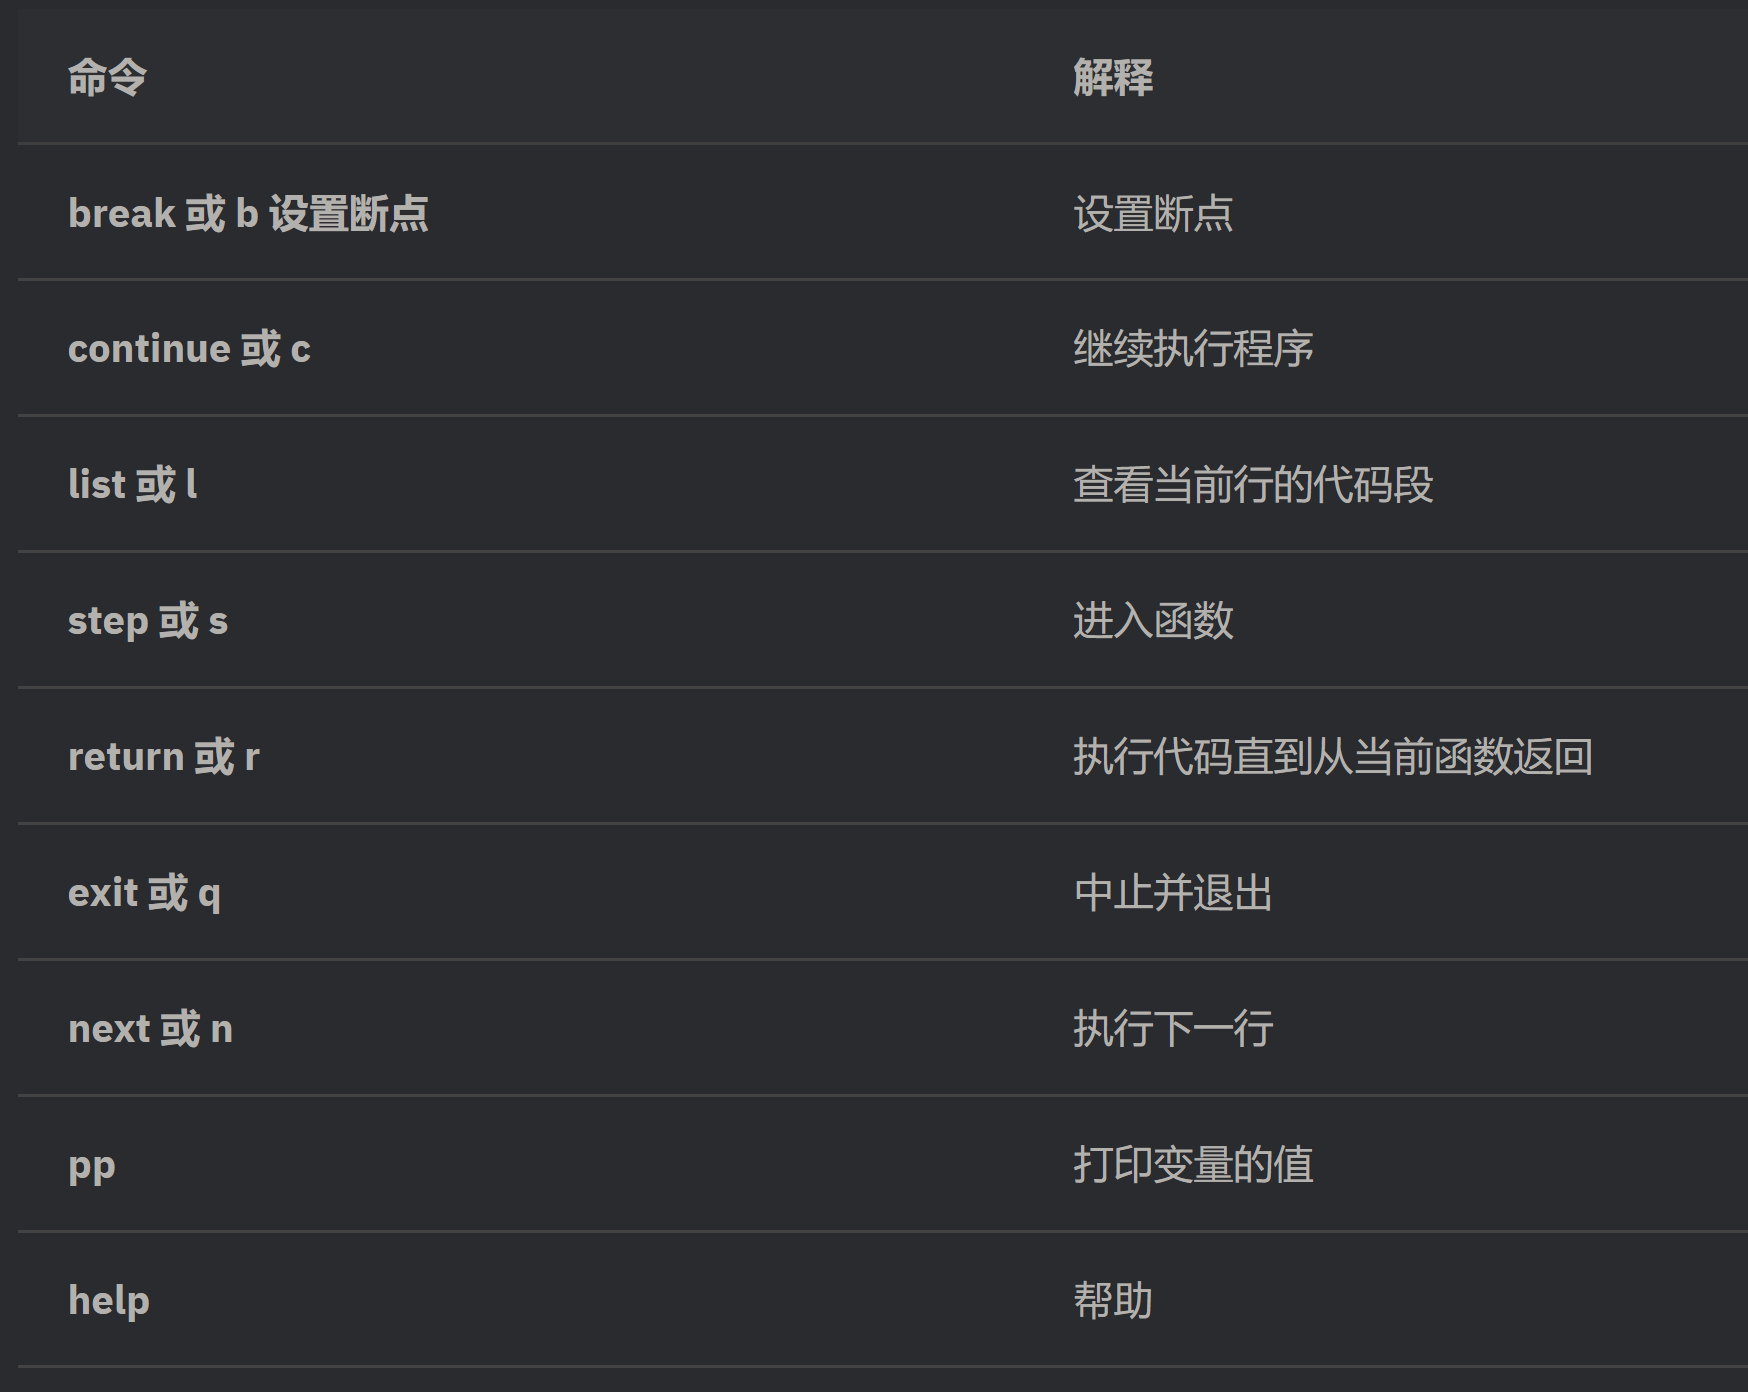 命令 解释
break 或 b 设置断点 设置断点
continue 或 c 继续执行程序
list 或 l 查看当前行的代码段
step 或 s 进入函数
return 或 r 执行代码直到从当前函数返回
exit 或 q 中止并退出
next 或 n 执行下一行
pp 打印变量的值
help 帮助